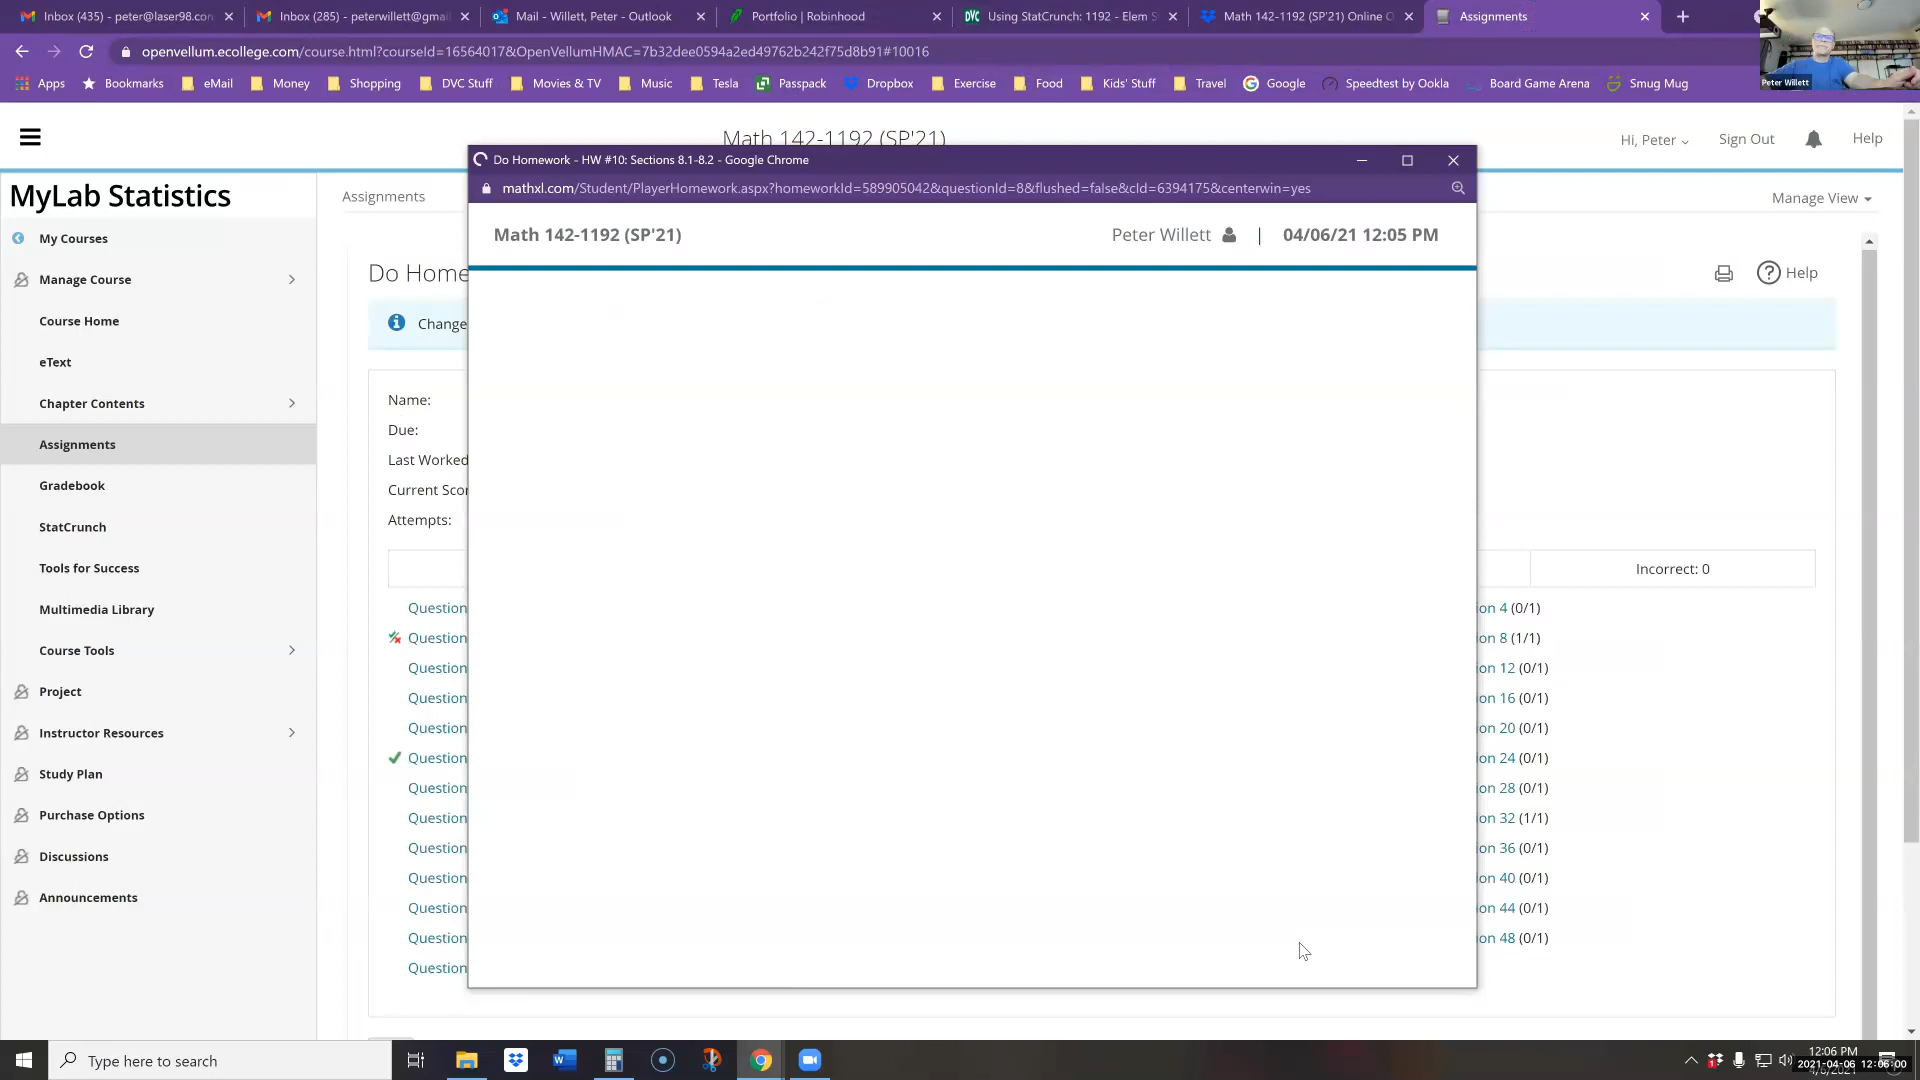 Inbox (435) - peter@laser98.con
Inbox (285) - peterwillett@gmai
Mail - Willett, Peter - Outlook
Portfolio | Robinhood
Using StatCrunch: 1192 - Elem S
Math 142-1192 (SP'21) Online O
Assignments
openvellum.ecollege.com/course.html?courseId=16564017&OpenVellumHMAC=7b32dee0594a2ed49762b242f75d8b91#10016
Apps
Bookmarks
eMail
Money
Shopping
DVC Stuff
Movies & TV
Music
Tesla
Passpack
Dropbox
Exercise
Food
Kids' Stuff
Travel
Google
Speedtest by Ookla
Board Game Arena
Smug Mug
Peter Willett
Math 142-1192 (SP'21)
Hi, Peter
Sign Out
Help
MyLab Statistics
My Courses
Manage Course
Course Home
eText
Chapter Contents
Assignments
Gradebook
StatCrunch
Tools for Success
Multimedia Library
Course Tools
Project
Instructor Resources
Study Plan
Purchase Options
Discussions
Announcements
Assignments
Manage View
Do Home
Help
Change
Name:
Due:
Last Worked
Current Scor
Attempts:
Incorrect: 0
Question
on 4 (0/1)
Question
on 8 (1/1)
Question
on 12 (0/1)
Question
on 16 (0/1)
Question
on 20 (0/1)
Question
on 24 (0/1)
Question
on 28 (0/1)
Question
on 32 (1/1)
Question
on 36 (0/1)
Question
on 40 (0/1)
Question
on 44 (0/1)
Question
on 48 (0/1)
Question
Do Homework - HW #10: Sections 8.1-8.2 - Google Chrome
mathxl.com/Student/PlayerHomework.aspx?homeworkId=589905042&questionId=8&flushed=false&cId=6394175&centerwin=yes
Math 142-1192 (SP'21)
Peter Willett | 04/06/21 12:05 PM
Type here to search
12:06 PM
2021-04-06 12:06:00